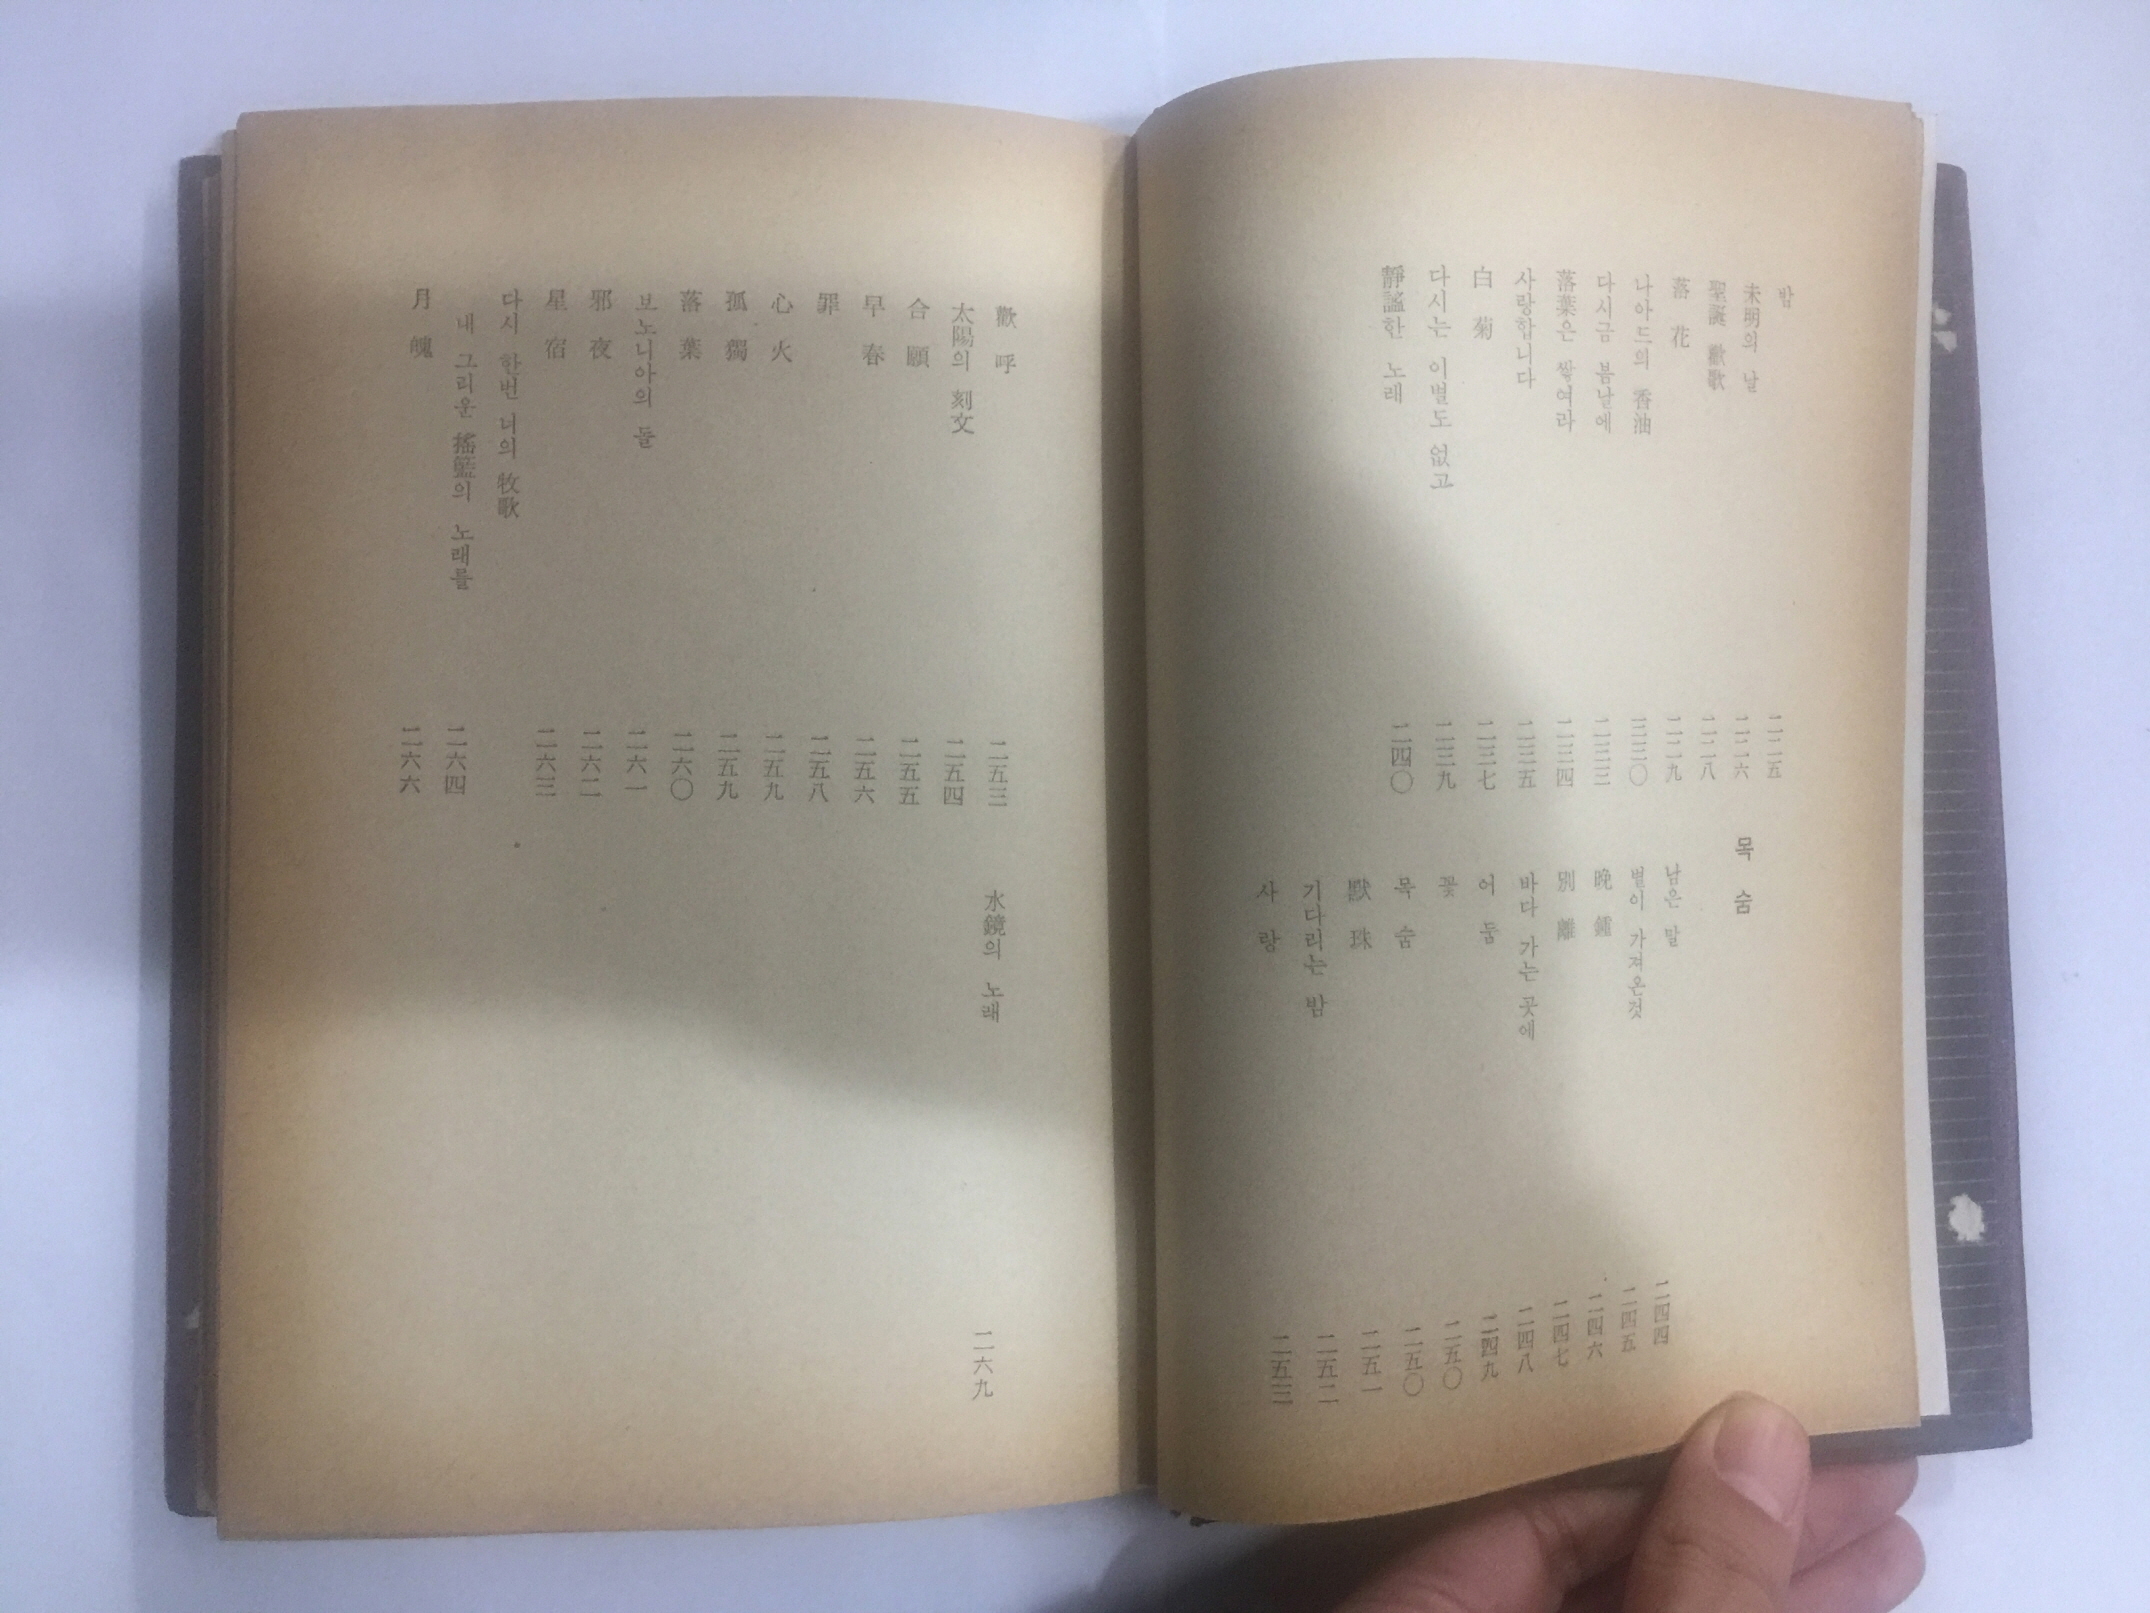 밤 二二五
未明의 날 二二六
聖誕 歡歌 二二八
落花 二二九
나아드의 香油 二三〇
다시금 봄날에 二三三
落葉은 쌓여라 二三四
사랑합니다 二三五
白菊 二三七
다시는 이별도 없고 二三九
靜謐한 노래 二四〇
목숨
남은 말 二四四
별이 가져온것 二四五
晩鍾 二四六
別離 二四七
바다 가는 곳에 二四八
어둠 二四九
꽃 二五〇
목숨 二五〇
默珠 二五一
기다리는 밤 二五二
사랑 二五三
歡呼 二五三
太陽의 刻文 二五四
合願 二五五
早春 二五六
罪 二五八
心火 二五九
孤獨 二五九
落葉 二六〇
보노니아의 돌 二六一
邪夜 二六二
星宿 二六三
다시 한번 너의 牧歌
내 그리운 搖籃의 노래를 二六四
月魄 二六六
水鏡의 노래 二六九